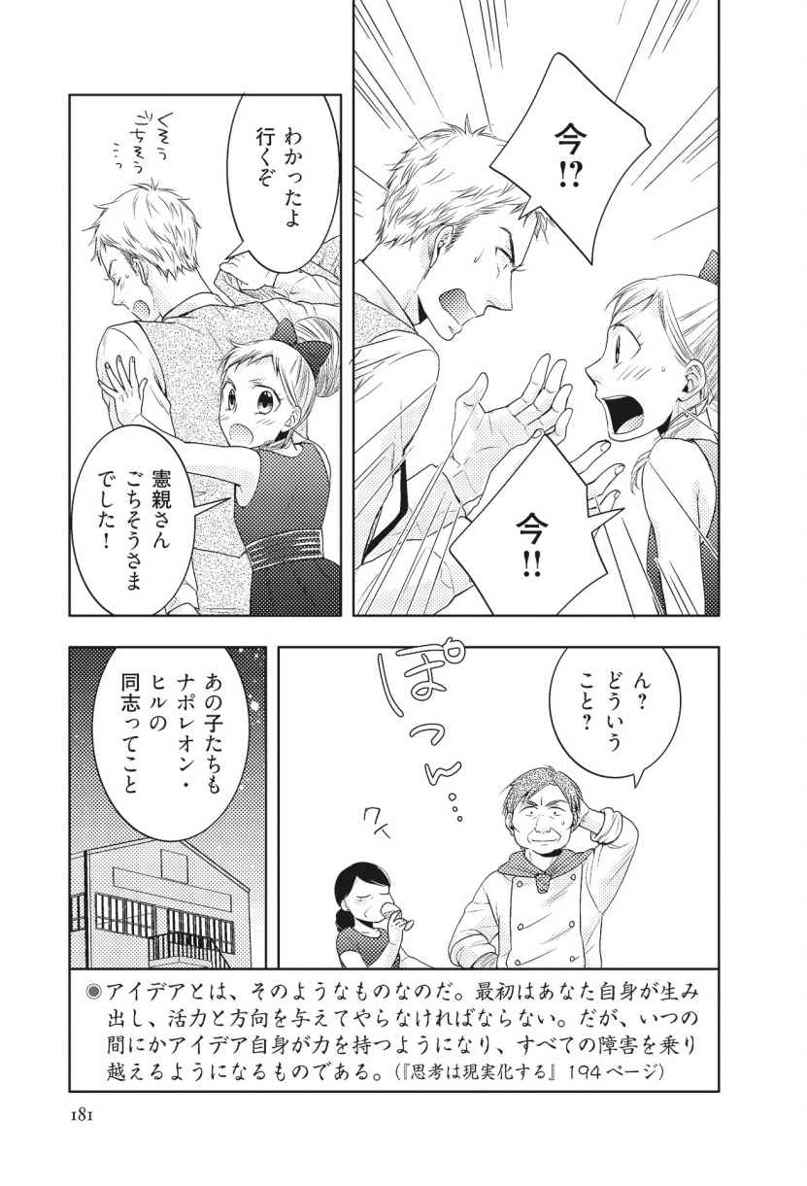 今!?
今!!
わかったよ
行くぞ
くそぅ
ごちそう
…っ
憲親さん
ごちそうさま
でした！
ん？
どういう
こと？
ぽつん…
クイ
あの子たちも
ナポレオン・
ヒルの
同志ってこと
◉アイデアとは、そのようなものなのだ。最初はあなた自身が生み
出し、活力と方向を与えてやらなければならない。だが、いつの
間にかアイデア自身が力を持つようになり、すべての障害を乗り
越えるようになるものである。（『思考は現実化する』194ページ）
181